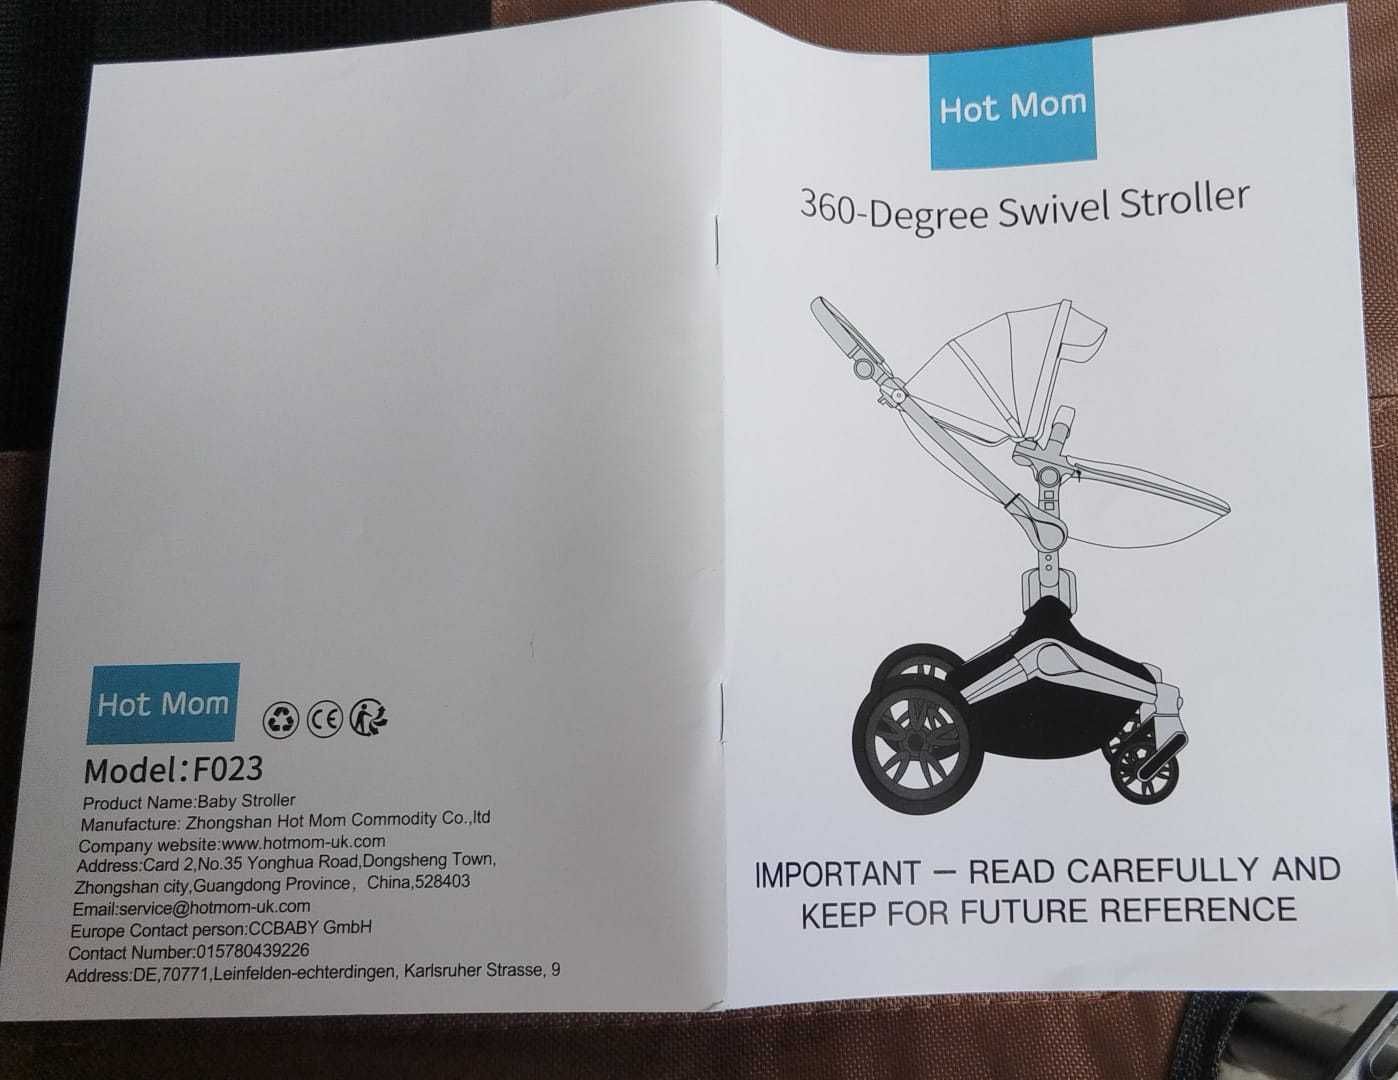 Hot Mom
Model:F023
Product Name:Baby Stroller
Manufacture: Zhongshan Hot Mom Commodity Co.,ltd
Company website:www.hotmom-uk.com
Address:Card 2,No.35 Yonghua Road,Dongsheng Town,
Zhongshan city,Guangdong Province, China,528403
Email:service@hotmom-uk.com
Europe Contact person:CCBABY GmbH
Contact Number:015780439226
Address:DE,70771,Leinfelden-echterdingen, Karlsruher Strasse, 9
Hot Mom
360-Degree Swivel Stroller
IMPORTANT – READ CAREFULLY AND
KEEP FOR FUTURE REFERENCE